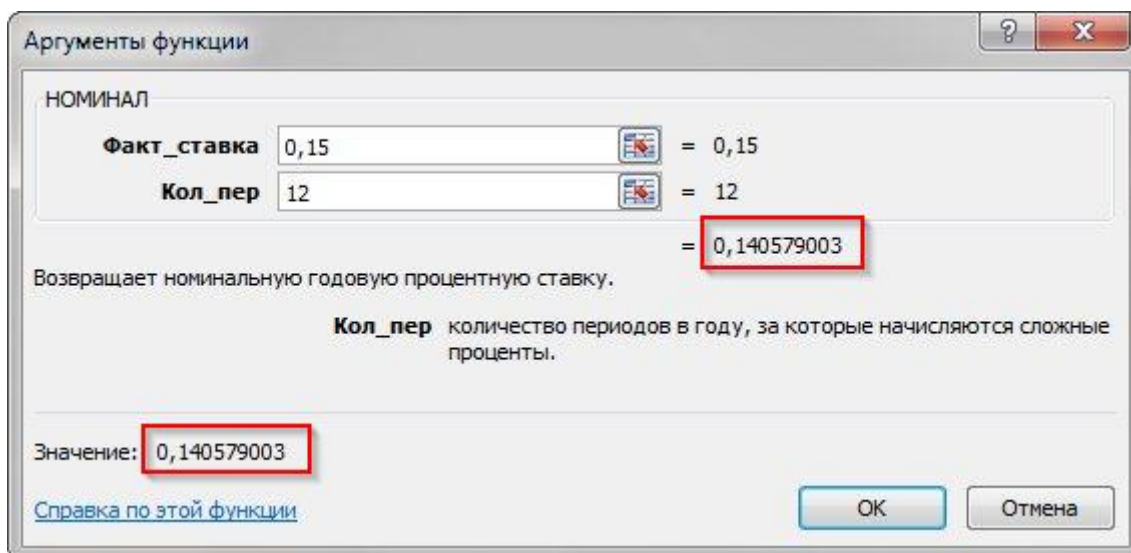 Аргументы функции
НОМИНАЛ
Факт_ставка 0,15 = 0,15
Кол_пер 12 = 12
= 0,140579003
Возвращает номинальную годовую процентную ставку.
Кол_пер количество периодов в году, за которые начисляются сложные
проценты.
Значение: 0,140579003
Справка по этой функции
ОК Отмена